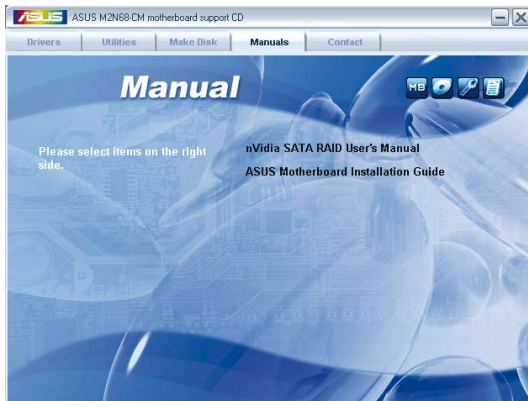 ASUS ASUS M2N68-CM motherboard support CD
Drivers Utilities Make Disk Manuals Contact
Manual
MB
Please select items on the right
side.
nVidia SATA RAID User's Manual
ASUS Motherboard Installation Guide